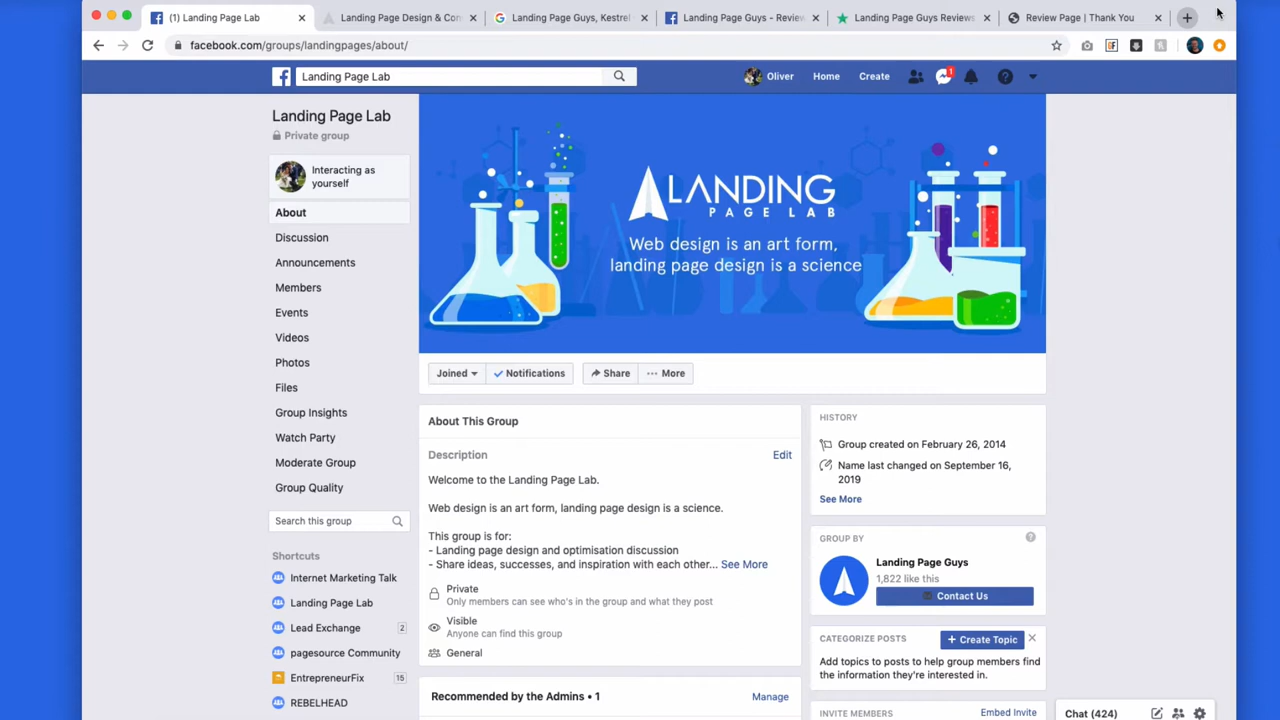 (1) Landing Page Lab
Landing Page Design & Con
Landing Page Guys, Kestrel
Landing Page Guys - Review
Landing Page Guys Reviews
Review Page | Thank You
facebook.com/groups/landingpages/about/
Landing Page Lab
Oliver
Home
Create
1
Landing Page Lab
Private group
Interacting as
yourself
About
Discussion
Announcements
Members
Events
Videos
Photos
Files
Group Insights
Watch Party
Moderate Group
Group Quality
Search this group
Shortcuts
Internet Marketing Talk
Landing Page Lab
Lead Exchange 2
pagesource Community
EntrepreneurFix 15
REBELHEAD
LANDING
PAGE LAB
Web design is an art form,
landing page design is a science
Joined
Notifications
Share
More
About This Group
Description Edit
Welcome to the Landing Page Lab.
Web design is an art form, landing page design is a science.
This group is for:
- Landing page design and optimisation discussion
- Share ideas, successes, and inspiration with each other... See More
Private
Only members can see who's in the group and what they post
Visible
Anyone can find this group
General
Recommended by the Admins • 1 Manage
HISTORY
Group created on February 26, 2014
Name last changed on September 16,
2019
See More
GROUP BY
Landing Page Guys
1,822 like this
Contact Us
CATEGORIZE POSTS
+ Create Topic
Add topics to posts to help group members find
the information they're interested in.
INVITE MEMBERS Embed Invite
Chat (424)